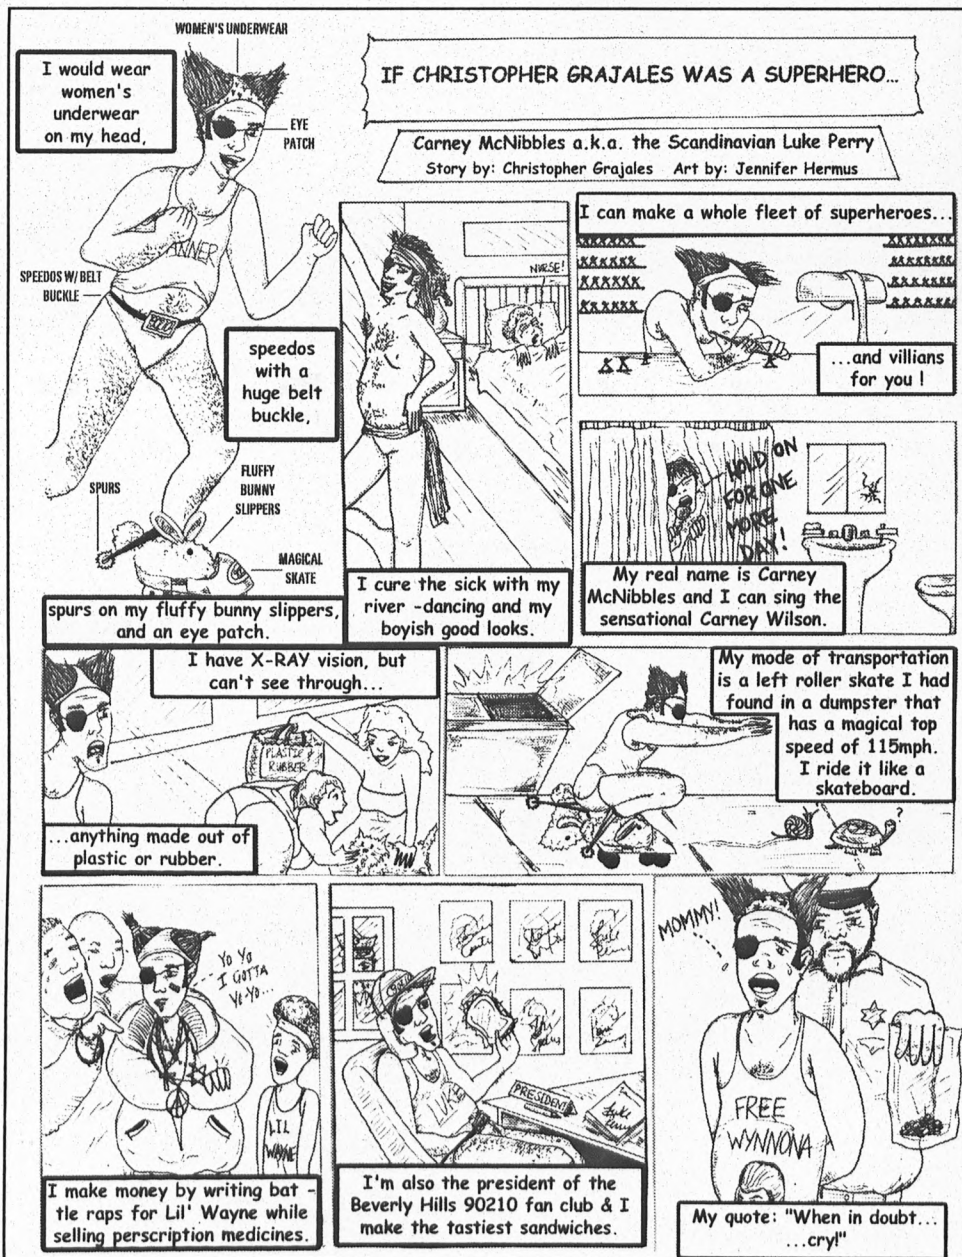 WOMEN'S UNDERWEAR
I would wear
women's
underwear
on my head,
EYE
PATCH
IF CHRISTOPHER GRAJALES WAS A SUPERHERO...
Carney McNibbles a.k.a. the Scandinavian Luke Perry
Story by: Christopher Grajales Art by: Jennifer Hermus
ANNER
SPEEDOS W/ BELT
BUCKLE
speedos
with a
huge belt
buckle,
SPURS
FLUFFY
BUNNY
SLIPPERS
MAGICAL
SKATE
spurs on my fluffy bunny slippers,
and an eye patch.
NURSE!
I cure the sick with my
river -dancing and my
boyish good looks.
I can make a whole fleet of superheroes...
...and villians
for you !
HOLD ON
FOR ONE
MORE
DAY!
My real name is Carney
McNibbles and I can sing the
sensational Carney Wilson.
I have X-RAY vision, but
can't see through...
PLASTIC &
RUBBER
...anything made out of
plastic or rubber.
My mode of transportation
is a left roller skate I had
found in a dumpster that
has a magical top
speed of 115mph.
I ride it like a
skateboard.
?
YO YO
I GOTTA
YE-YO...
LIL
WAYNE
I make money by writing bat -
tle raps for Lil' Wayne while
selling perscription medicines.
LUKE
PRESIDENT
Luke
Perry
I'm also the president of the
Beverly Hills 90210 fan club & I
make the tastiest sandwiches.
MOMMY!
FREE
WYNNONA
My quote: "When in doubt...
...cry!"